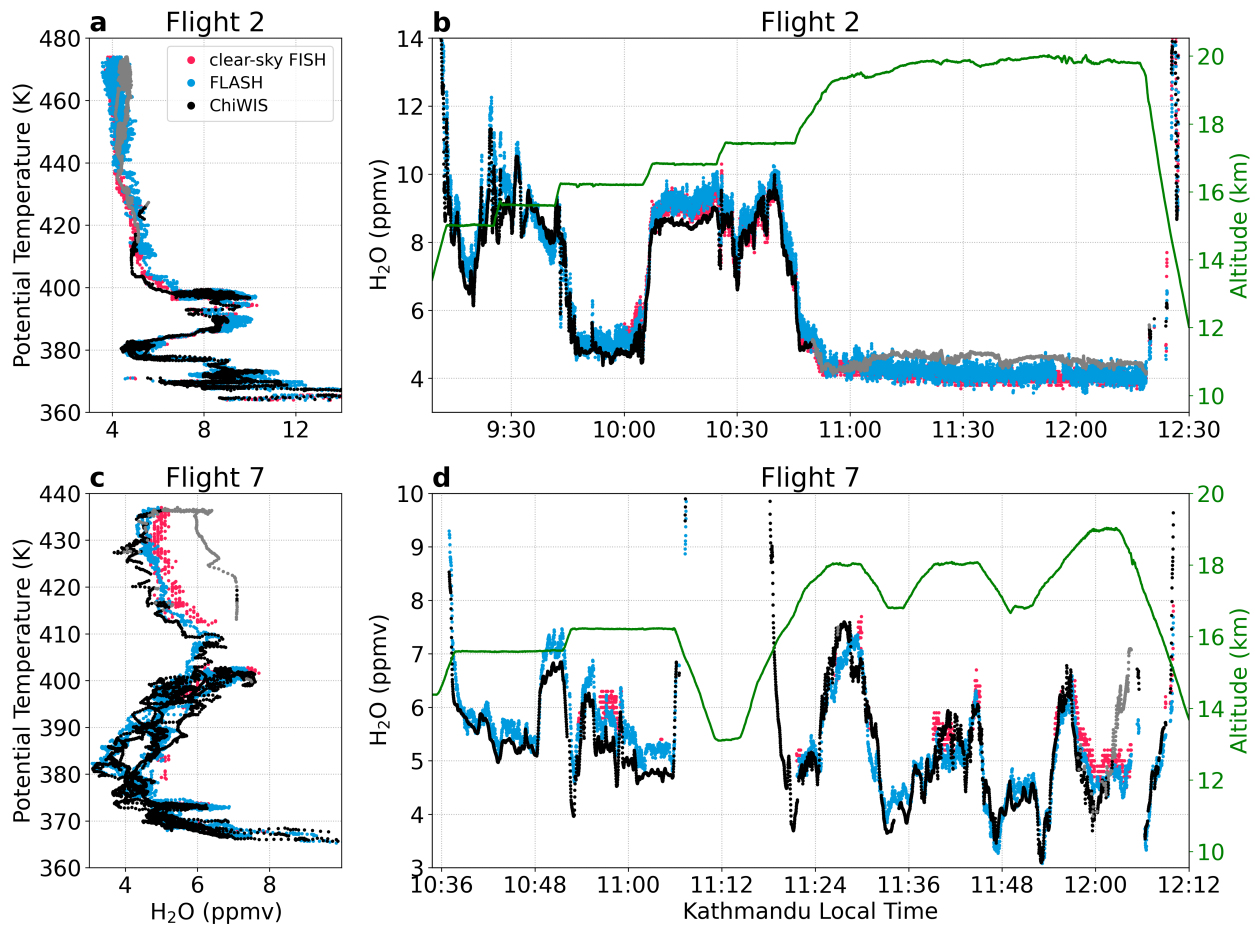 a Flight 2
480
460
440
420
400
380
360
4 8 12
Potential Temperature (K)
clear-sky FISH
FLASH
ChiWIS
b Flight 2
14
12
10
8
6
4
H₂O (ppmv)
20
18
16
14
12
10
Altitude (km)
9:30 10:00 10:30 11:00 11:30 12:00 12:30
c Flight 7
440
430
420
410
400
390
380
370
360
4 6 8
Potential Temperature (K)
H₂O (ppmv)
d Flight 7
10
9
8
7
6
5
4
3
H₂O (ppmv)
20
18
16
14
12
10
Altitude (km)
10:36 10:48 11:00 11:12 11:24 11:36 11:48 12:00 12:12
Kathmandu Local Time